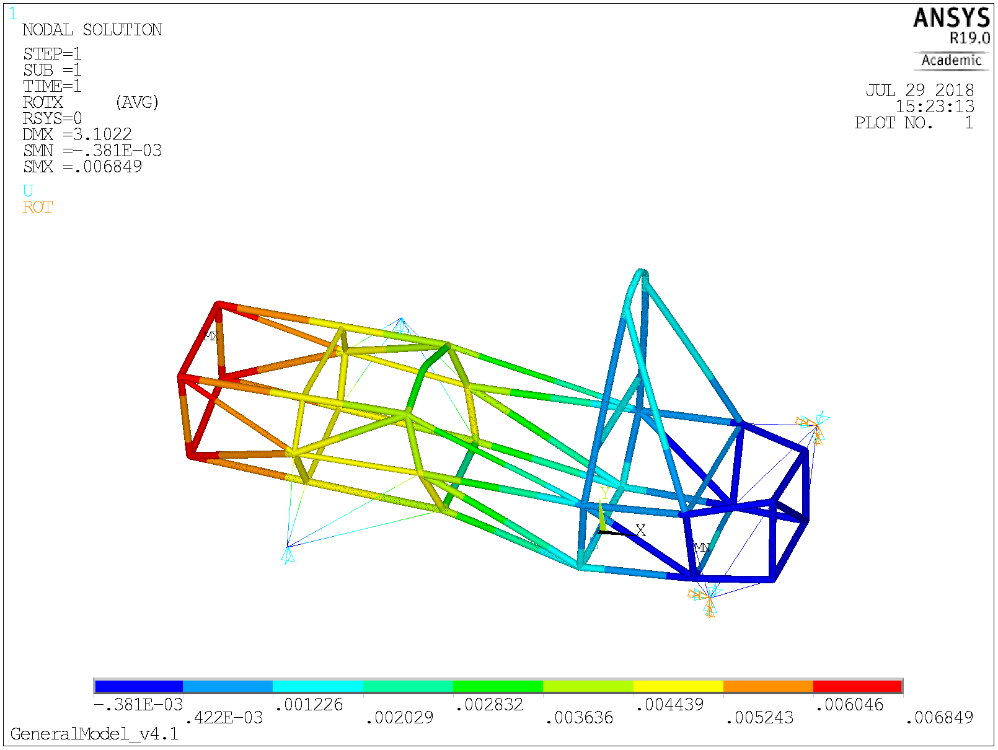 1
NODAL SOLUTION
STEP=1
SUB =1
TIME=1
ROTX (AVG)
RSYS=0
DMX =3.1022
SMN =-.381E-03
SMX =.006849
U
ROT
ANSYS
R19.0
Academic
JUL 29 2018
15:23:13
PLOT NO. 1
MX
Y
X
MN
-.381E-03
.422E-03
.001226
.002029
.002832
.003636
.004439
.005243
.006046
.006849
GeneralModel_v4.1